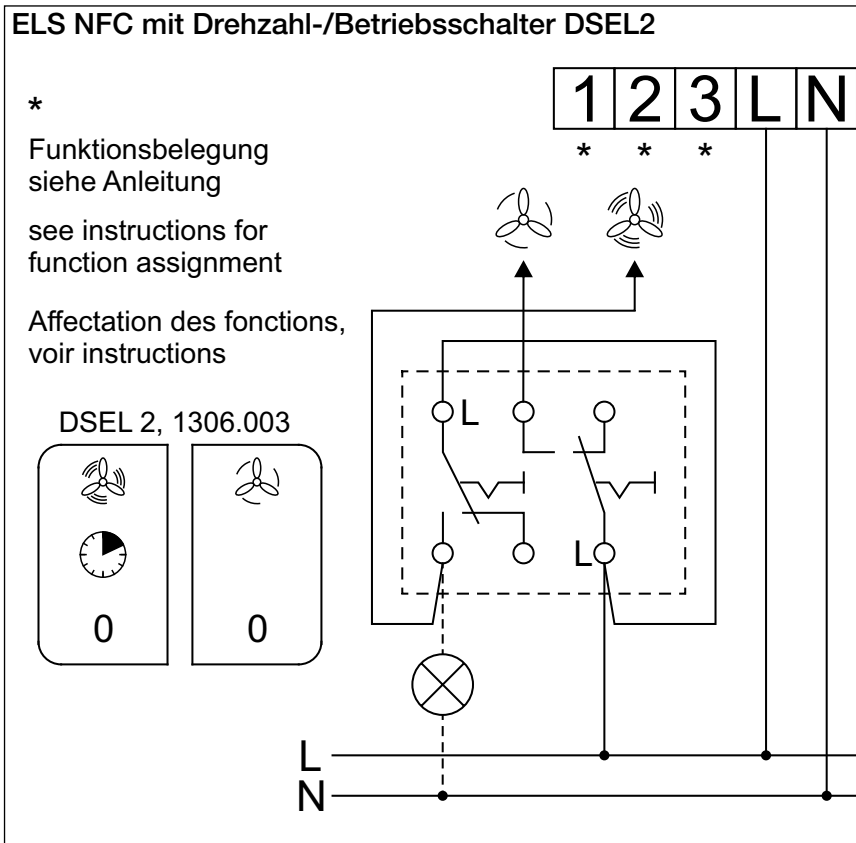 ELS NFC mit Drehzahl-/Betriebsschalter DSEL2
1 2 3 L N
* * *
*
Funktionsbelegung
siehe Anleitung
see instructions for
function assignment
Affectation des fonctions,
voir instructions
DSEL 2, 1306.003
0
0
L
L
L
N